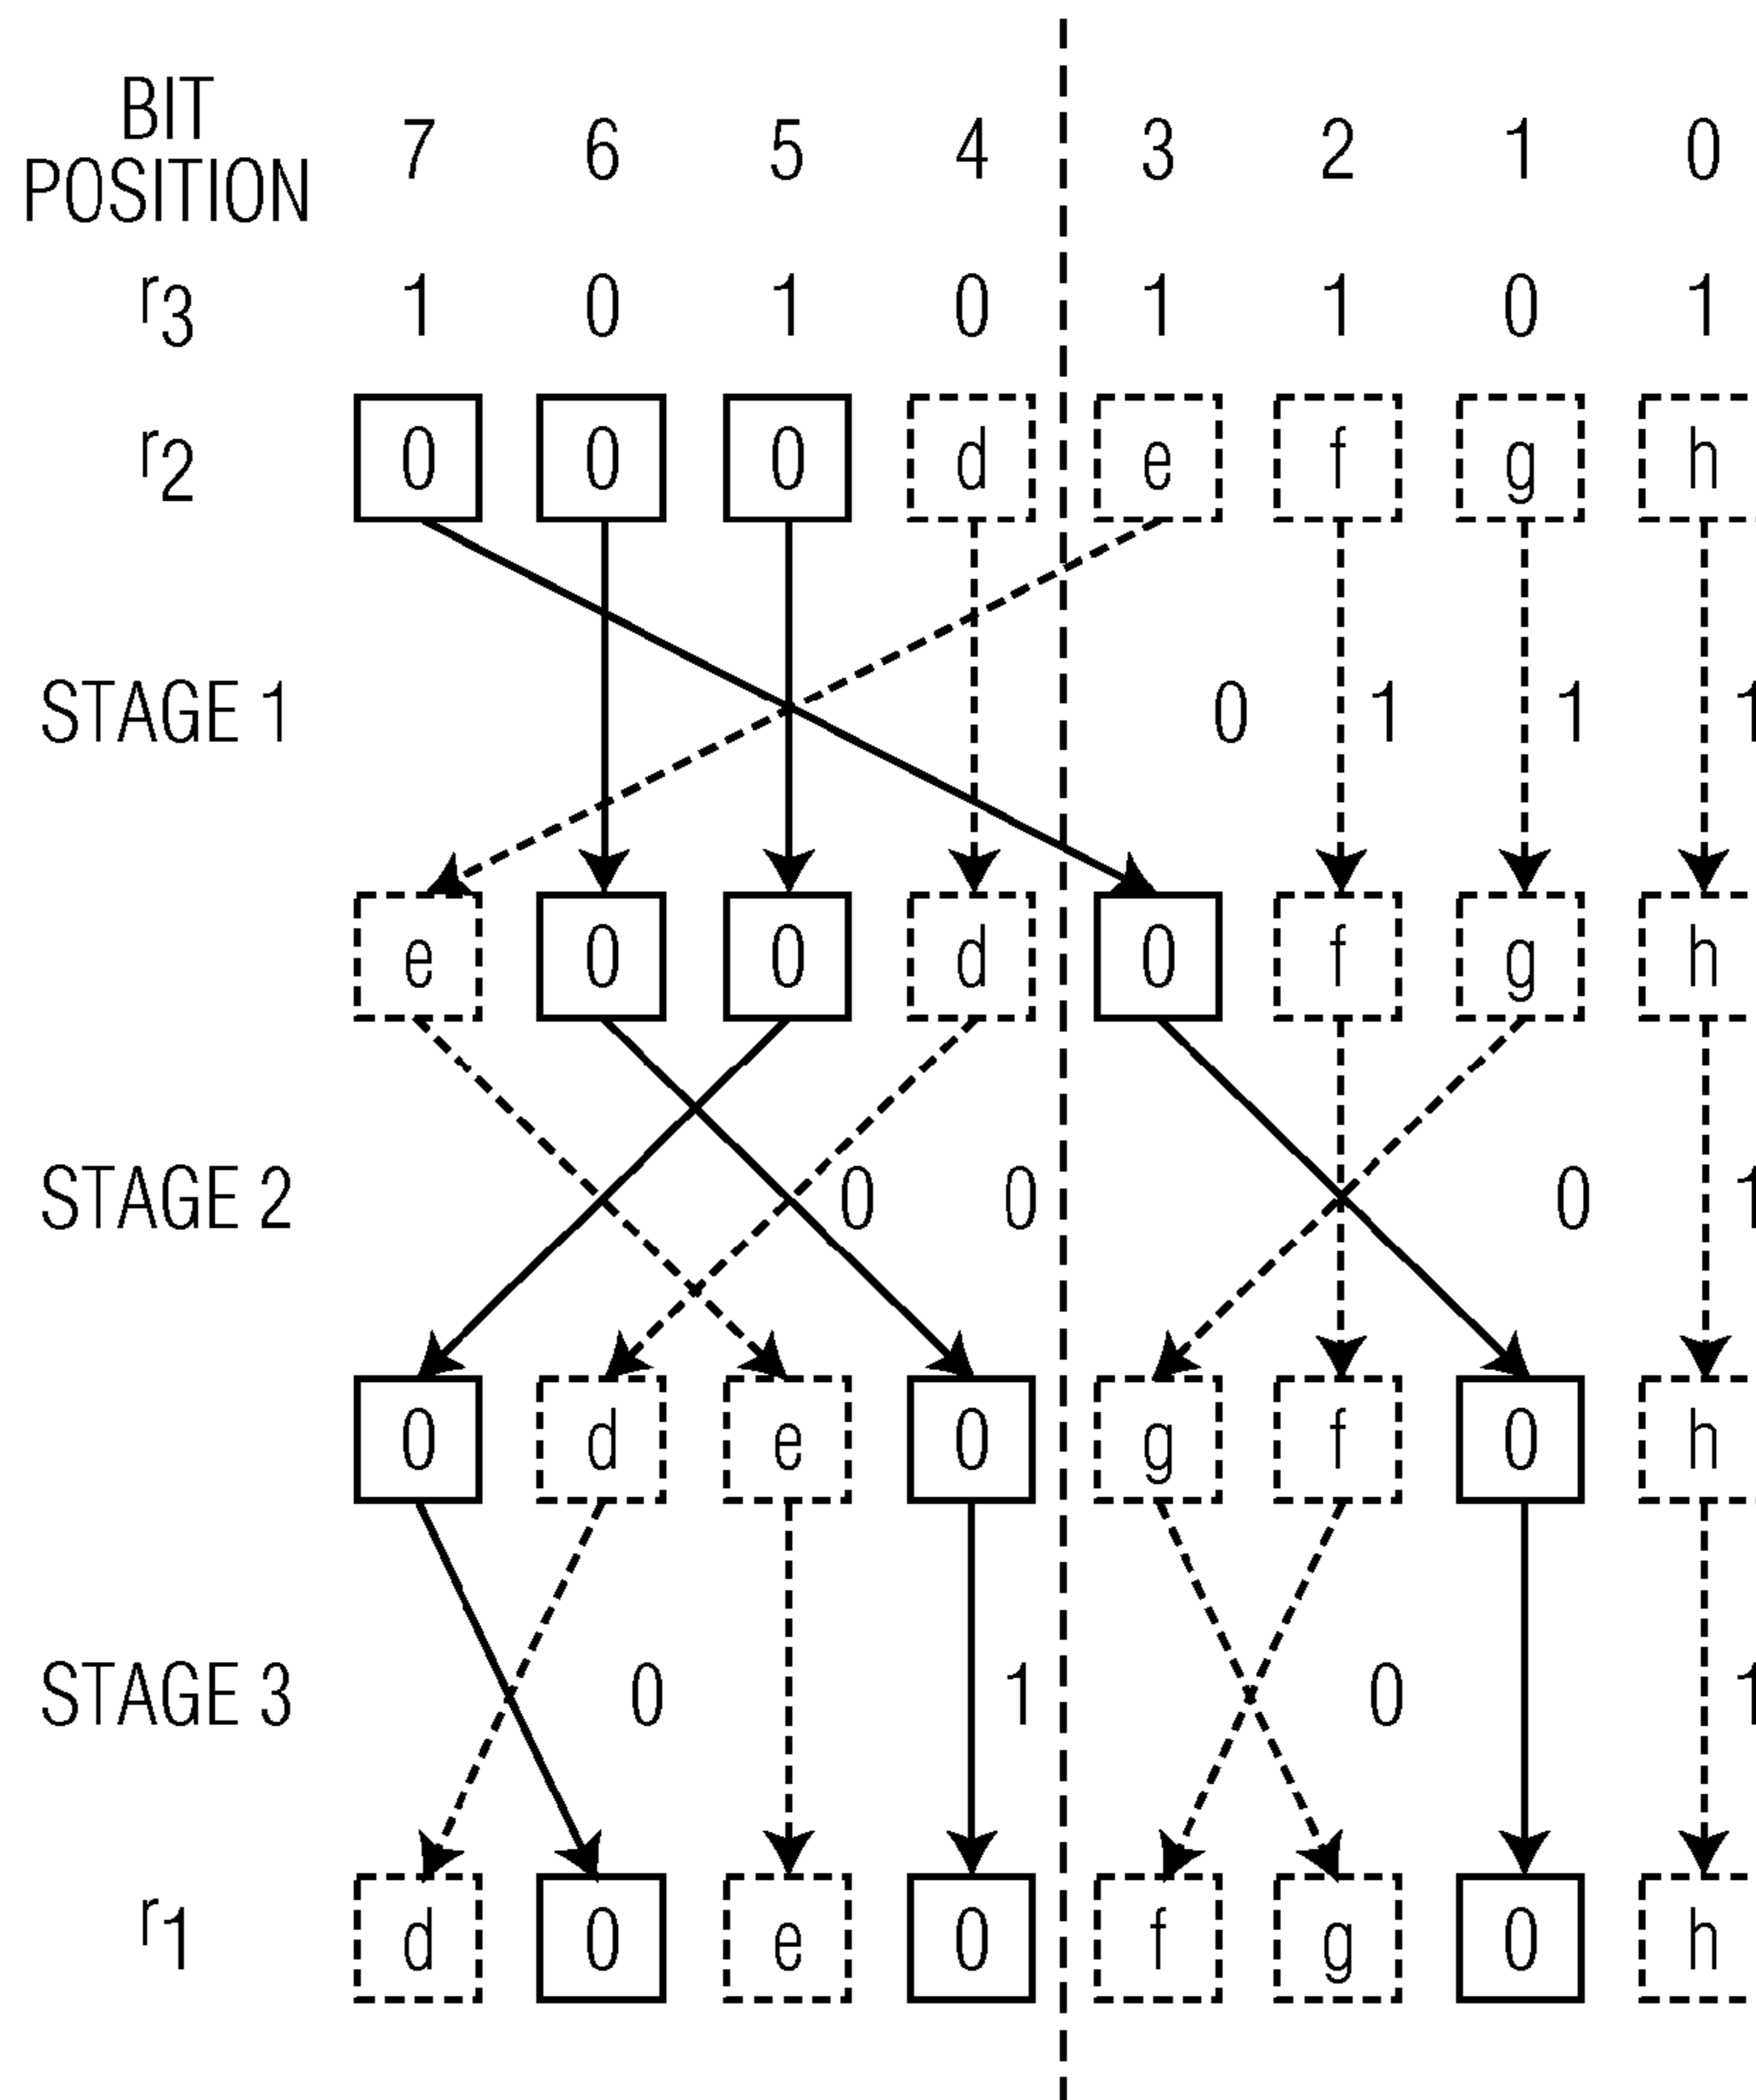 BIT
POSITION 7 6 5 4 3 2 1 0
r3 1 0 1 0 1 1 0 1
r2 0 0 0 d e f g h
STAGE 1 0 1 1 1
e 0 0 d 0 f g h
STAGE 2 0 0 0 1
0 d e 0 g f 0 h
STAGE 3 0 1 0 1
r1 d 0 e 0 f g 0 h